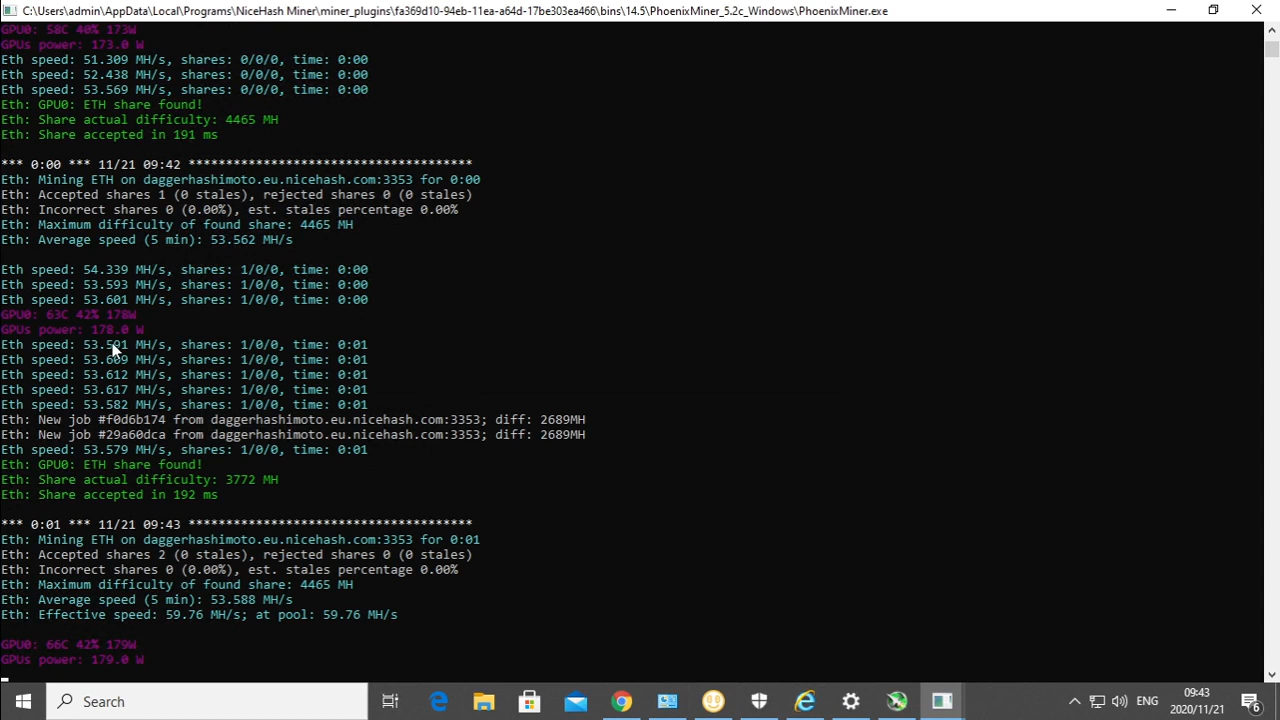 C:\Users\admin\AppData\Local\Programs\NiceHash Miner\miner_plugins\fa369d10-94eb-11ea-a64d-17be303ea466\bins\14.5\PhoenixMiner_5.2c_Windows\PhoenixMiner.exe
GPU0: 58C 40% 173W
GPUs power: 173.0 W
Eth speed: 51.309 MH/s, shares: 0/0/0, time: 0:00
Eth speed: 52.438 MH/s, shares: 0/0/0, time: 0:00
Eth speed: 53.569 MH/s, shares: 0/0/0, time: 0:00
Eth: GPU0: ETH share found!
Eth: Share actual difficulty: 4465 MH
Eth: Share accepted in 191 ms
*** 0:00 *** 11/21 09:42 **************************************
Eth: Mining ETH on daggerhashimoto.eu.nicehash.com:3353 for 0:00
Eth: Accepted shares 1 (0 stales), rejected shares 0 (0 stales)
Eth: Incorrect shares 0 (0.00%), est. stales percentage 0.00%
Eth: Maximum difficulty of found share: 4465 MH
Eth: Average speed (5 min): 53.562 MH/s
Eth speed: 54.339 MH/s, shares: 1/0/0, time: 0:00
Eth speed: 53.593 MH/s, shares: 1/0/0, time: 0:00
Eth speed: 53.601 MH/s, shares: 1/0/0, time: 0:00
GPU0: 63C 42% 178W
GPUs power: 178.0 W
Eth speed: 53.591 MH/s, shares: 1/0/0, time: 0:01
Eth speed: 53.609 MH/s, shares: 1/0/0, time: 0:01
Eth speed: 53.612 MH/s, shares: 1/0/0, time: 0:01
Eth speed: 53.617 MH/s, shares: 1/0/0, time: 0:01
Eth speed: 53.582 MH/s, shares: 1/0/0, time: 0:01
Eth: New job #f0d6b174 from daggerhashimoto.eu.nicehash.com:3353; diff: 2689MH
Eth: New job #29a60dca from daggerhashimoto.eu.nicehash.com:3353; diff: 2689MH
Eth speed: 53.579 MH/s, shares: 1/0/0, time: 0:01
Eth: GPU0: ETH share found!
Eth: Share actual difficulty: 3772 MH
Eth: Share accepted in 192 ms
*** 0:01 *** 11/21 09:43 **************************************
Eth: Mining ETH on daggerhashimoto.eu.nicehash.com:3353 for 0:01
Eth: Accepted shares 2 (0 stales), rejected shares 0 (0 stales)
Eth: Incorrect shares 0 (0.00%), est. stales percentage 0.00%
Eth: Maximum difficulty of found share: 4465 MH
Eth: Average speed (5 min): 53.588 MH/s
Eth: Effective speed: 59.76 MH/s; at pool: 59.76 MH/s
GPU0: 66C 42% 179W
GPUs power: 179.0 W
Search
ENG
09:43
2020/11/21
6